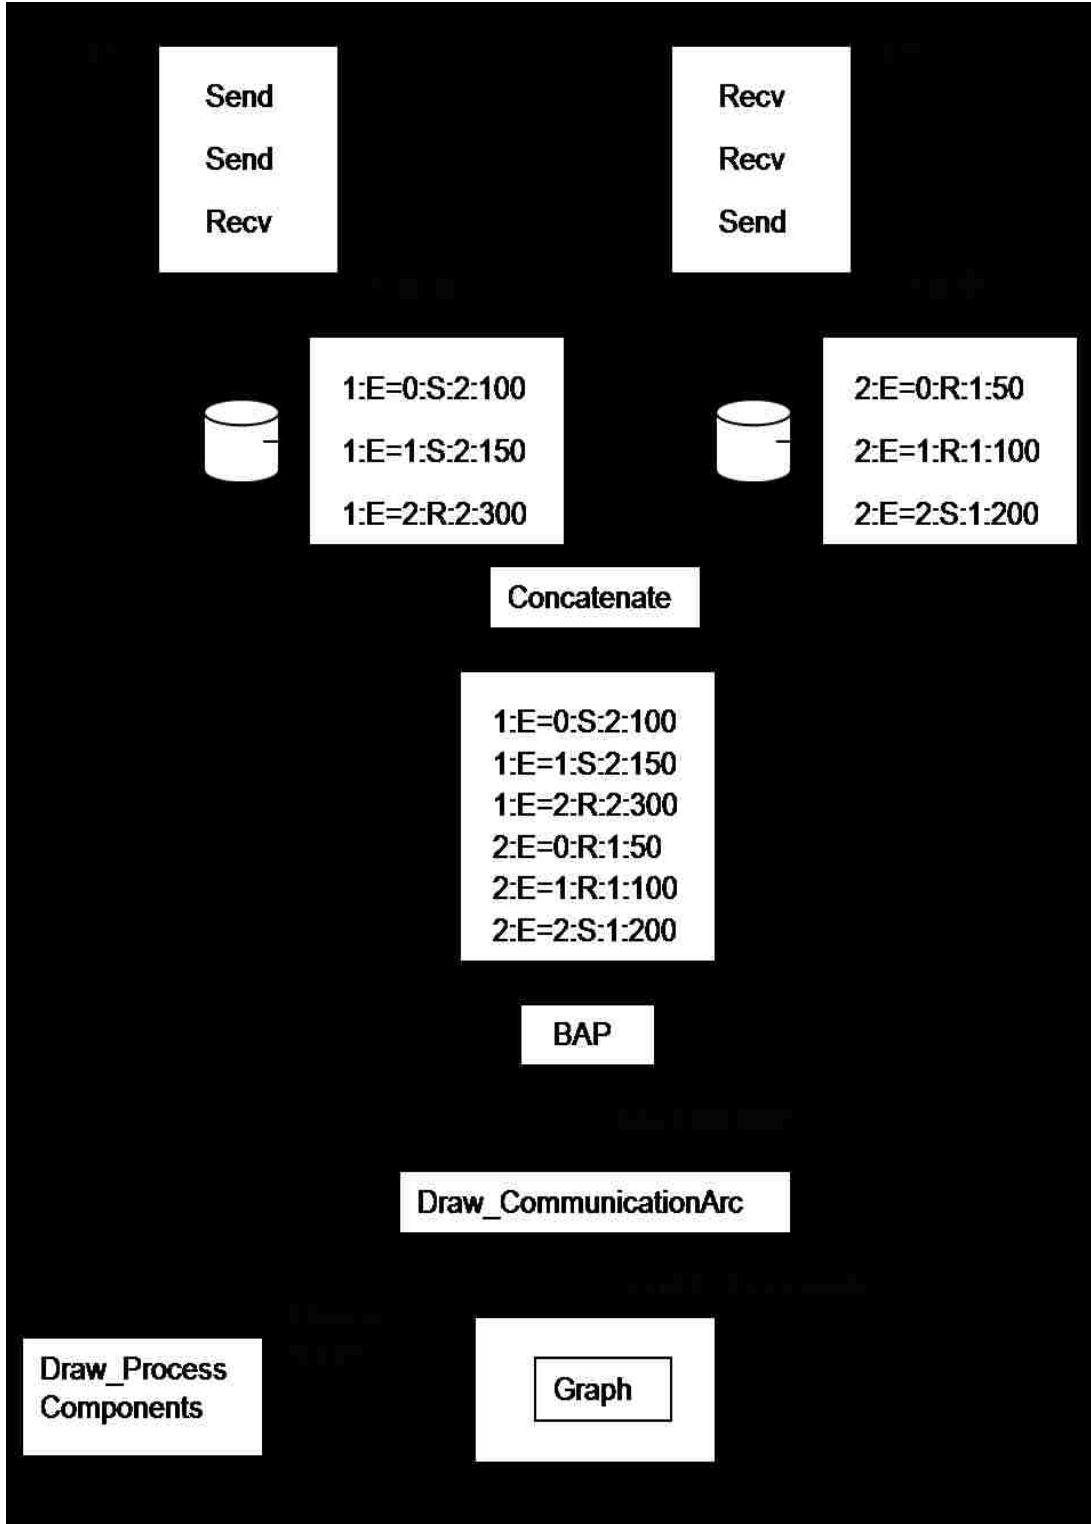 Send
Send
Recv
Recv
Recv
Send
1:E=0:S:2:100
1:E=1:S:2:150
1:E=2:R:2:300
2:E=0:R:1:50
2:E=1:R:1:100
2:E=2:S:1:200
Concatenate
1:E=0:S:2:100
1:E=1:S:2:150
1:E=2:R:2:300
2:E=0:R:1:50
2:E=1:R:1:100
2:E=2:S:1:200
BAP
Draw_CommunicationArc
Draw_Process
Components
Graph